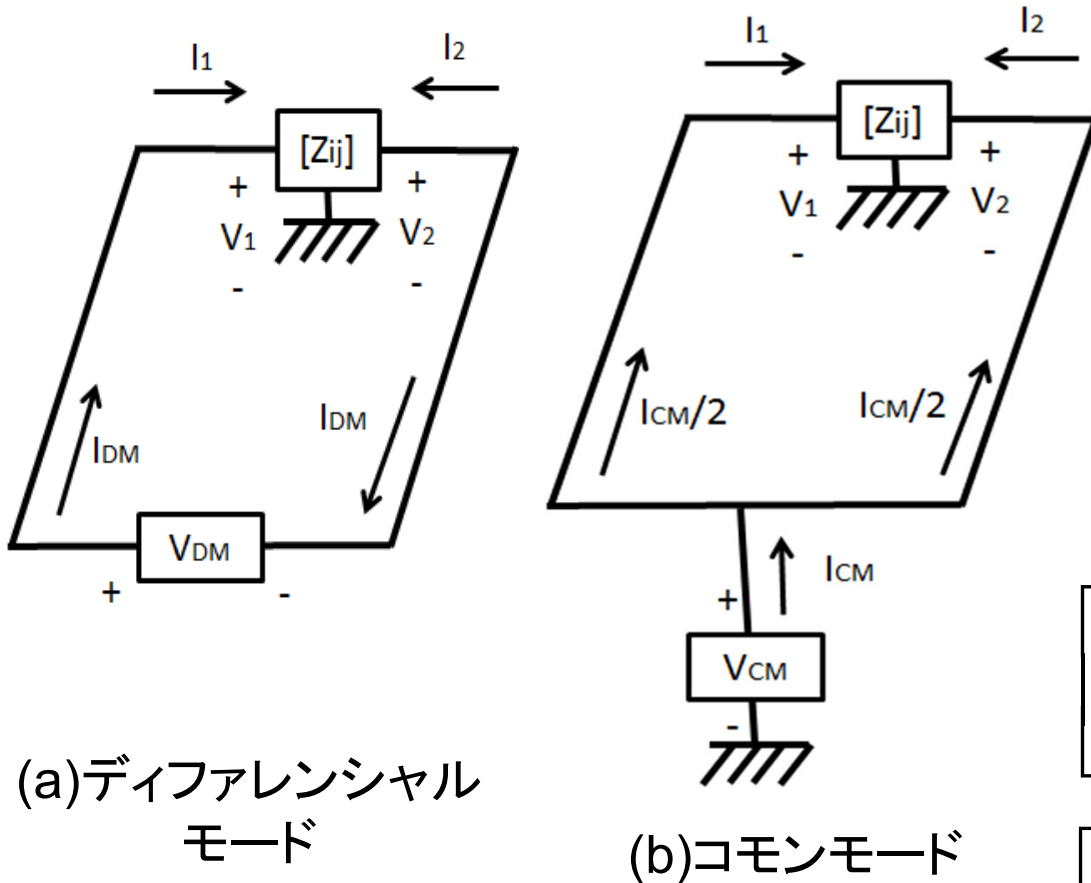 I1
I2
[Zij]
+
+
V1
V2
-
-
IDM
IDM
VDM
+
-
(a)ディファレンシャル
モード
I1
I2
[Zij]
+
+
V1
V2
-
-
ICM/2
ICM/2
ICM
+
VCM
-
(b)コモンモード